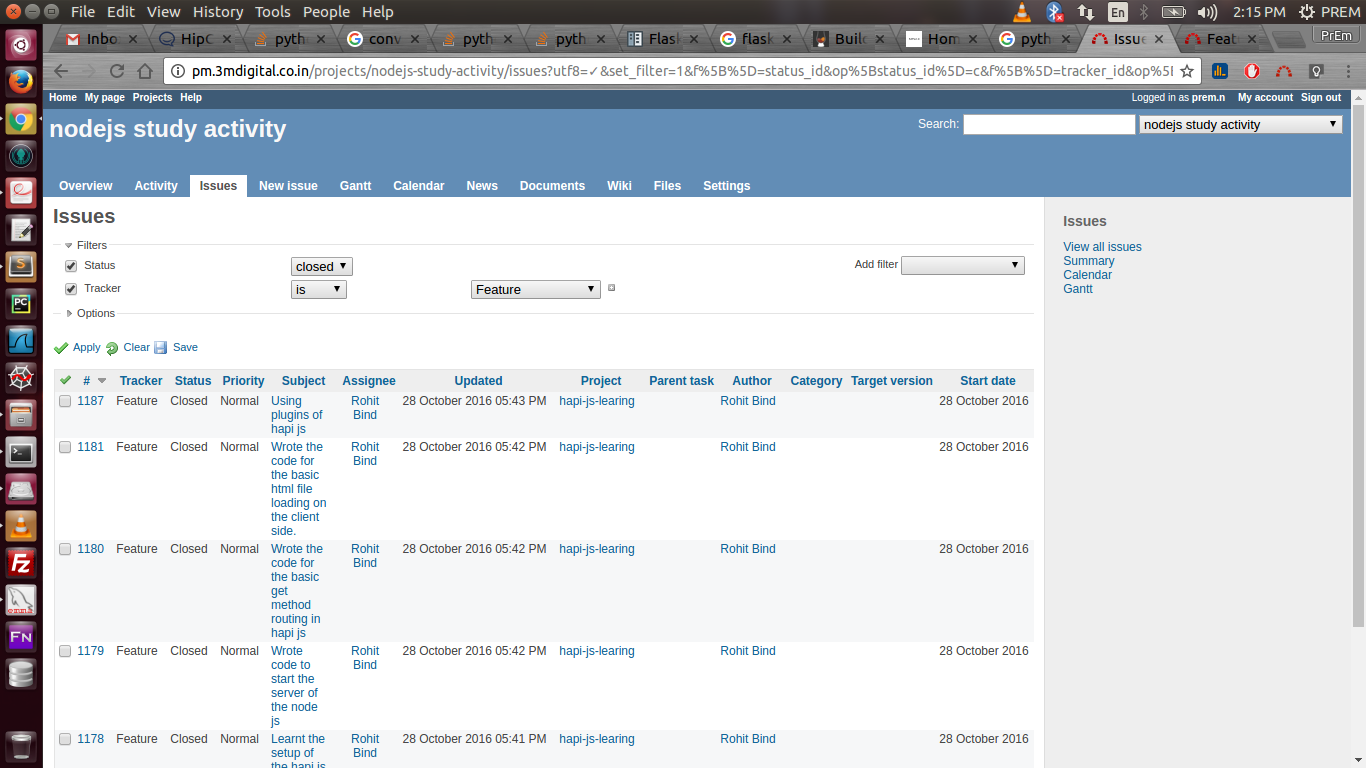 File Edit View History Tools People Help
En
2:15 PM PREM
Inbo HipC pyth conv pyth pyth Flas flask Buil Hom pyth Issue Feat PrEm
pm.3mdigital.co.in/projects/nodejs-study-activity/issues?utf8=✓&set_filter=1&f%5B%5D=status_id&op%5Bstatus_id%5D=c&f%5B%5D=tracker_id&op%5
Home My page Projects Help
Logged in as prem.n My account Sign out
nodejs study activity
Search: nodejs study activity
Overview Activity Issues New issue Gantt Calendar News Documents Wiki Files Settings
Issues
Filters
Status closed
Add filter
Tracker is Feature
Options
Apply Clear Save
# Tracker Status Priority Subject Assignee Updated Project Parent task Author Category Target version Start date
1187 Feature Closed Normal Using plugins of hapi js Rohit Bind 28 October 2016 05:43 PM hapi-js-learing Rohit Bind 28 October 2016
1181 Feature Closed Normal Wrote the code for the basic html file loading on the client side. Rohit Bind 28 October 2016 05:42 PM hapi-js-learing Rohit Bind 28 October 2016
1180 Feature Closed Normal Wrote the code for the basic get method routing in hapi js Rohit Bind 28 October 2016 05:42 PM hapi-js-learing Rohit Bind 28 October 2016
1179 Feature Closed Normal Wrote code to start the server of the node js Rohit Bind 28 October 2016 05:42 PM hapi-js-learing Rohit Bind 28 October 2016
1178 Feature Closed Normal Learnt the setup of the hapi js Rohit Bind 28 October 2016 05:41 PM hapi-js-learing Rohit Bind 28 October 2016
Issues
View all issues
Summary
Calendar
Gantt
PC
Fz
FN